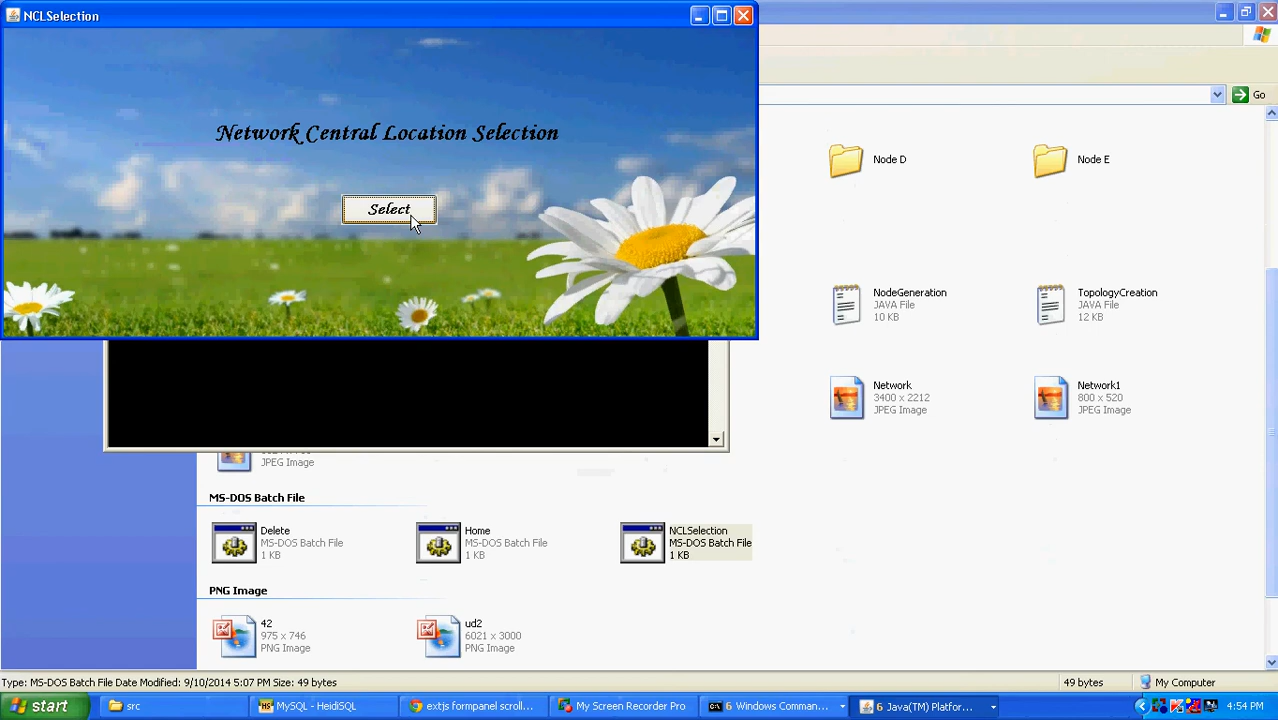 NCLSelection
Network Central Location Selection
Select
Go
Node D
Node E
NodeGeneration
JAVA File
10 KB
TopologyCreation
JAVA File
12 KB
Network
3400 x 2212
JPEG Image
Network1
800 x 520
JPEG Image
JPEG Image
MS-DOS Batch File
Delete
MS-DOS Batch File
1 KB
Home
MS-DOS Batch File
1 KB
NCLSelection
MS-DOS Batch File
1 KB
PNG Image
42
975 x 746
PNG Image
ud2
6021 x 3000
PNG Image
Type: MS-DOS Batch File Date Modified: 9/10/2014 5:07 PM Size: 49 bytes
49 bytes
My Computer
start
src
MySQL - HeidiSQL
extjs formpanel scroll...
My Screen Recorder Pro
6 Windows Comman...
6 Java(TM) Platfor...
4:54 PM